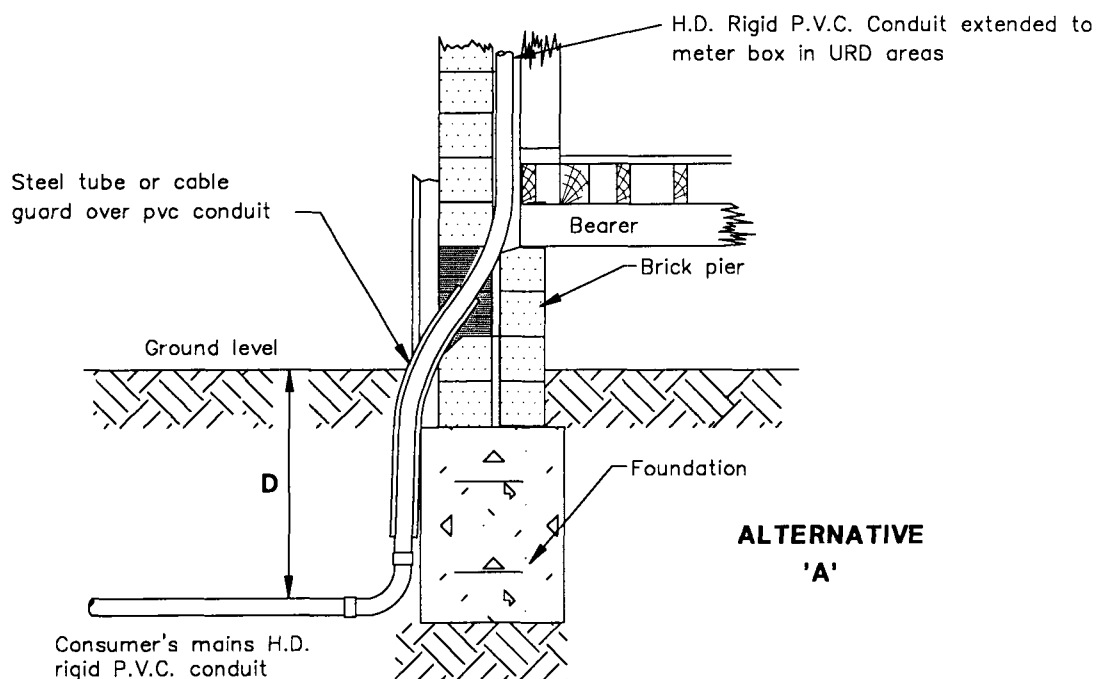 H.D. Rigid P.V.C. Conduit extended to
meter box in URD areas
Steel tube or cable
guard over pvc conduit
Bearer
Brick pier
Ground level
D
Foundation
ALTERNATIVE
'A'
Consumer's mains H.D.
rigid P.V.C. conduit